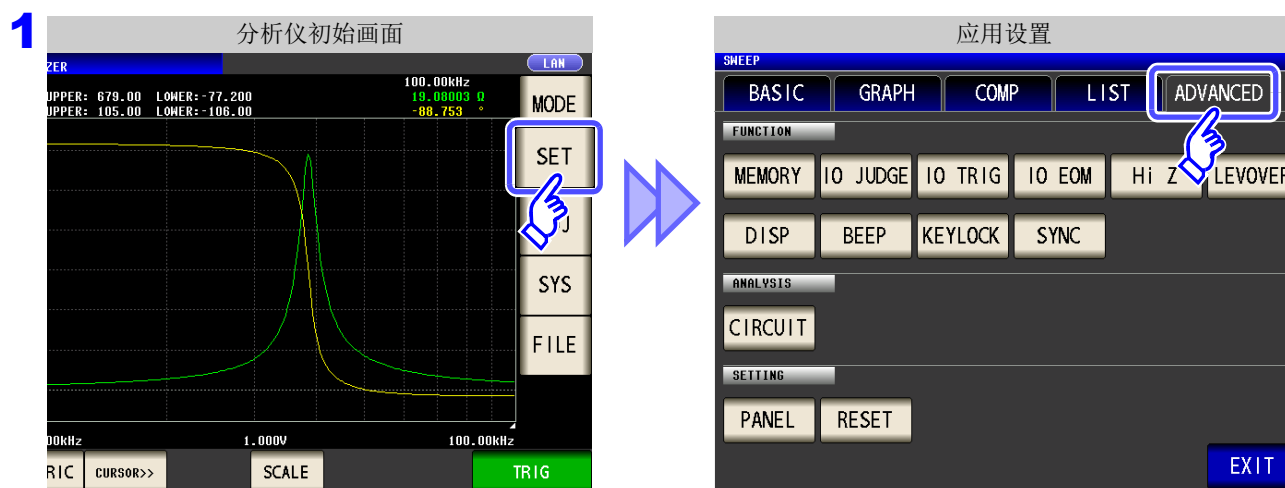 1
分析仪初始画面
ZER
LAN
100.00kHz
UPPER: 679.00 LOWER:-77.200 19.08003 Ω
UPPER: 105.00 LOWER:-106.00 -88.753 °
MODE
SET
J
SYS
FILE
00kHz 1.000V 100.00kHz
RIC CURSOR>> SCALE TRIG
应用设置
SWEEP
BASIC GRAPH COMP LIST ADVANCED
FUNCTION
MEMORY IO JUDGE IO TRIG IO EOM Hi Z LEVOVER
DISP BEEP KEYLOCK SYNC
ANALYSIS
CIRCUIT
SETTING
PANEL RESET
EXIT